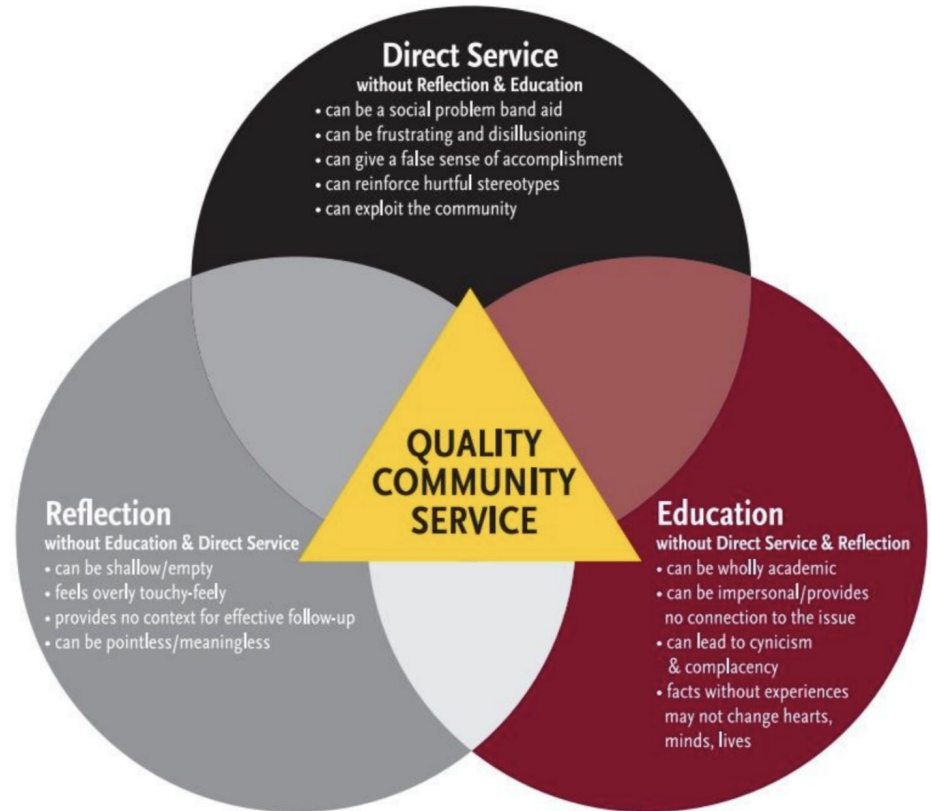 Direct Service
without Reflection & Education
• can be a social problem band aid
• can be frustrating and disillusioning
• can give a false sense of accomplishment
• can reinforce hurtful stereotypes
• can exploit the community
QUALITY
COMMUNITY
SERVICE
Reflection
without Education & Direct Service
• can be shallow/empty
• feels overly touchy-feely
• provides no context for effective follow-up
• can be pointless/meaningless
Education
without Direct Service & Reflection
• can be wholly academic
• can be impersonal/provides
no connection to the issue
• can lead to cynicism
& complacency
• facts without experiences
may not change hearts,
minds, lives